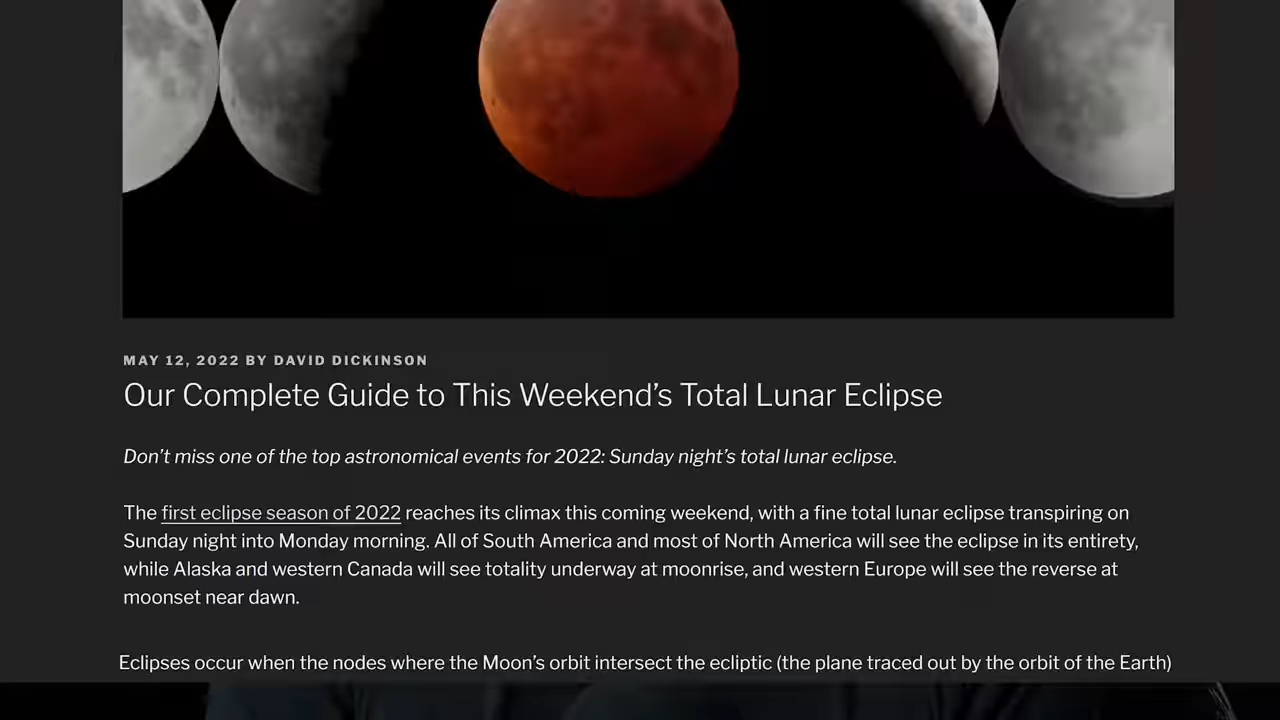 MAY 12, 2022 BY DAVID DICKINSON
Our Complete Guide to This Weekend’s Total Lunar Eclipse
Don’t miss one of the top astronomical events for 2022: Sunday night’s total lunar eclipse.
The first eclipse season of 2022 reaches its climax this coming weekend, with a fine total lunar eclipse transpiring on
Sunday night into Monday morning. All of South America and most of North America will see the eclipse in its entirety,
while Alaska and western Canada will see totality underway at moonrise, and western Europe will see the reverse at
moonset near dawn.
Eclipses occur when the nodes where the Moon’s orbit intersect the ecliptic (the plane traced out by the orbit of the Earth)